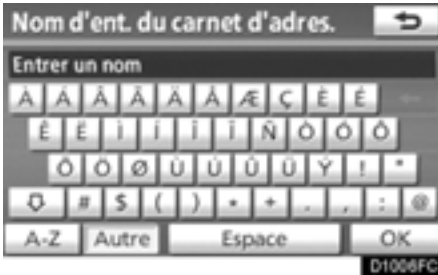 Nom d'ent. du carnet d'adres.
Entrer un nom
À Á Â Ã Ä Å Æ Ç È É
Ê Ë Ì Í Î Ï Ñ Ò Ó Ô
Õ Ö Ø Ù Ú Û Ü Ý ! "
# $ ( ) * + . , : @
A-Z Autre Espace OK
D1006FC